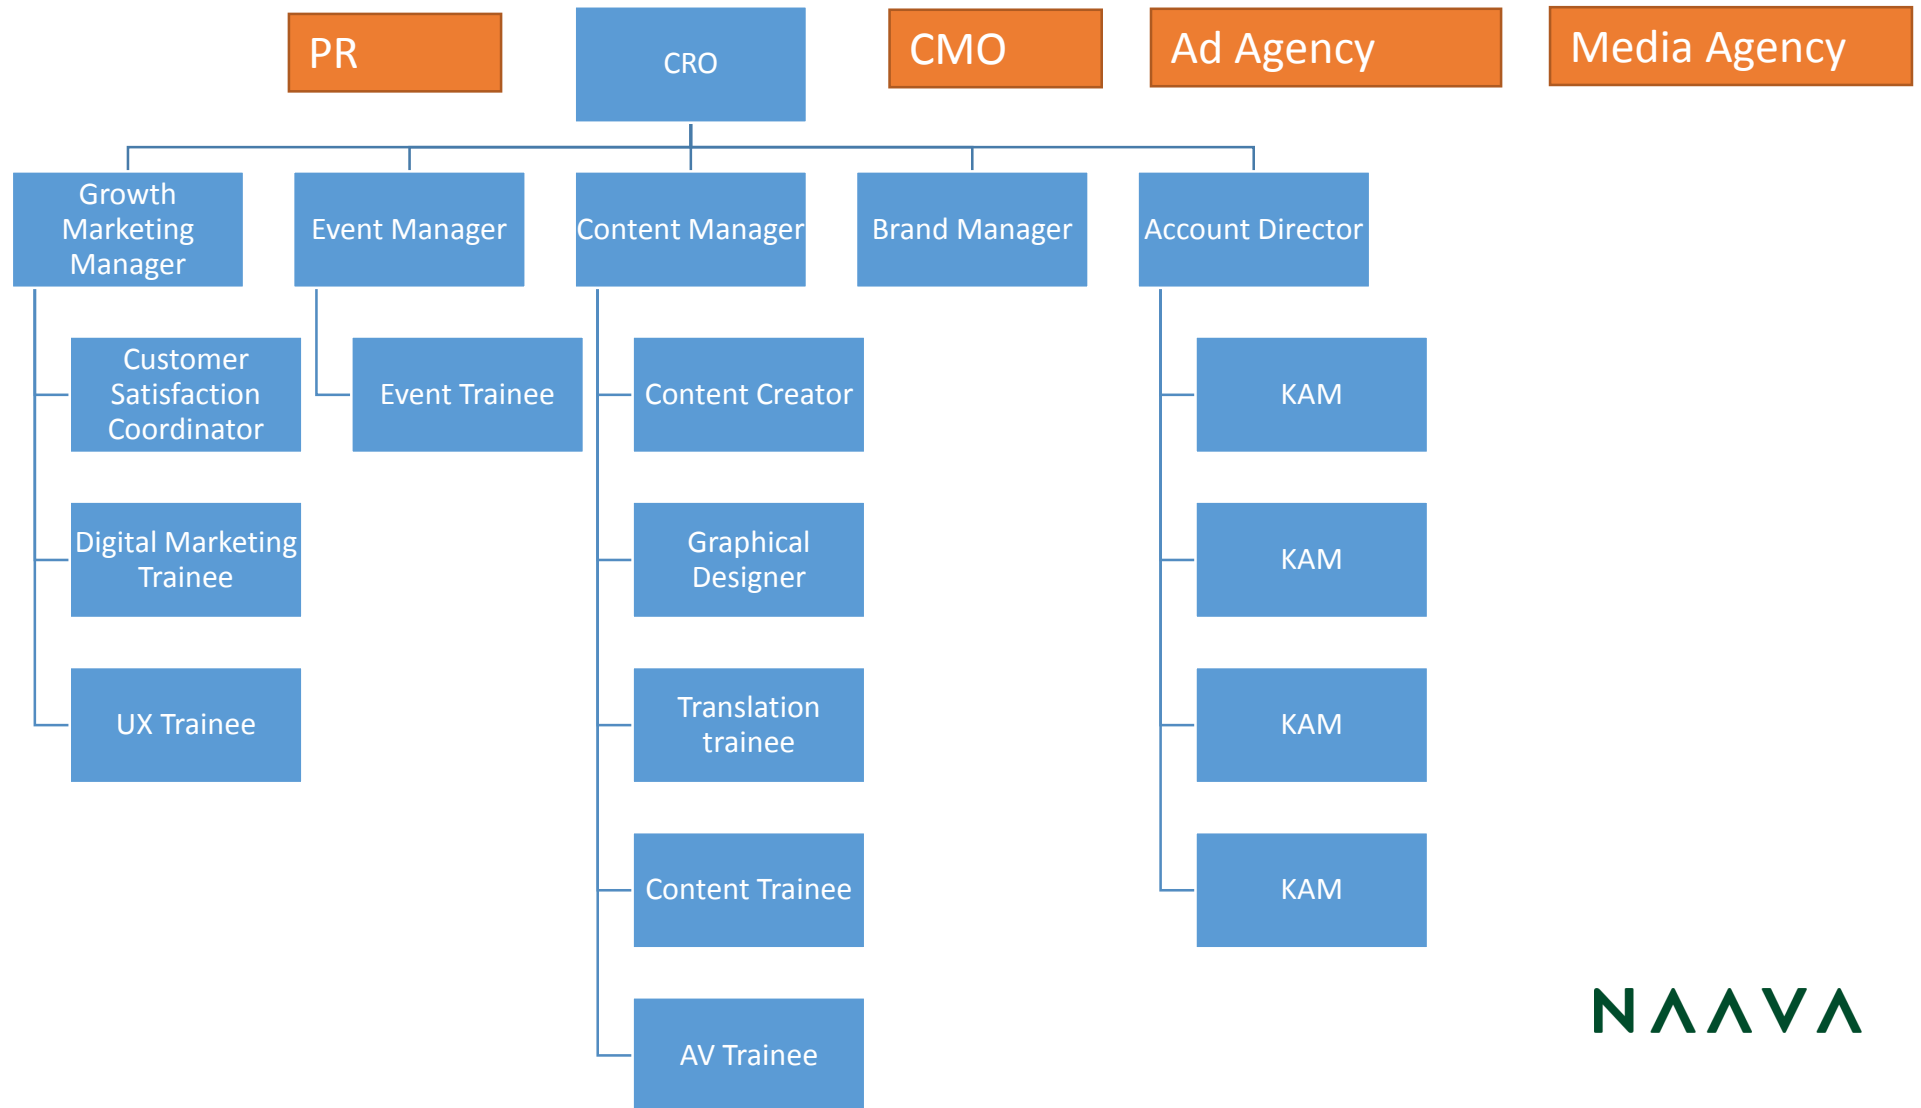 PR
CRO
CMO
Ad Agency
Media Agency
Growth
Marketing
Manager
Event Manager
Content Manager
Brand Manager
Account Director
Customer
Satisfaction
Coordinator
Event Trainee
Content Creator
KAM
Digital Marketing
Trainee
Graphical
Designer
KAM
UX Trainee
Translation
trainee
KAM
Content Trainee
KAM
AV Trainee
NAAVA